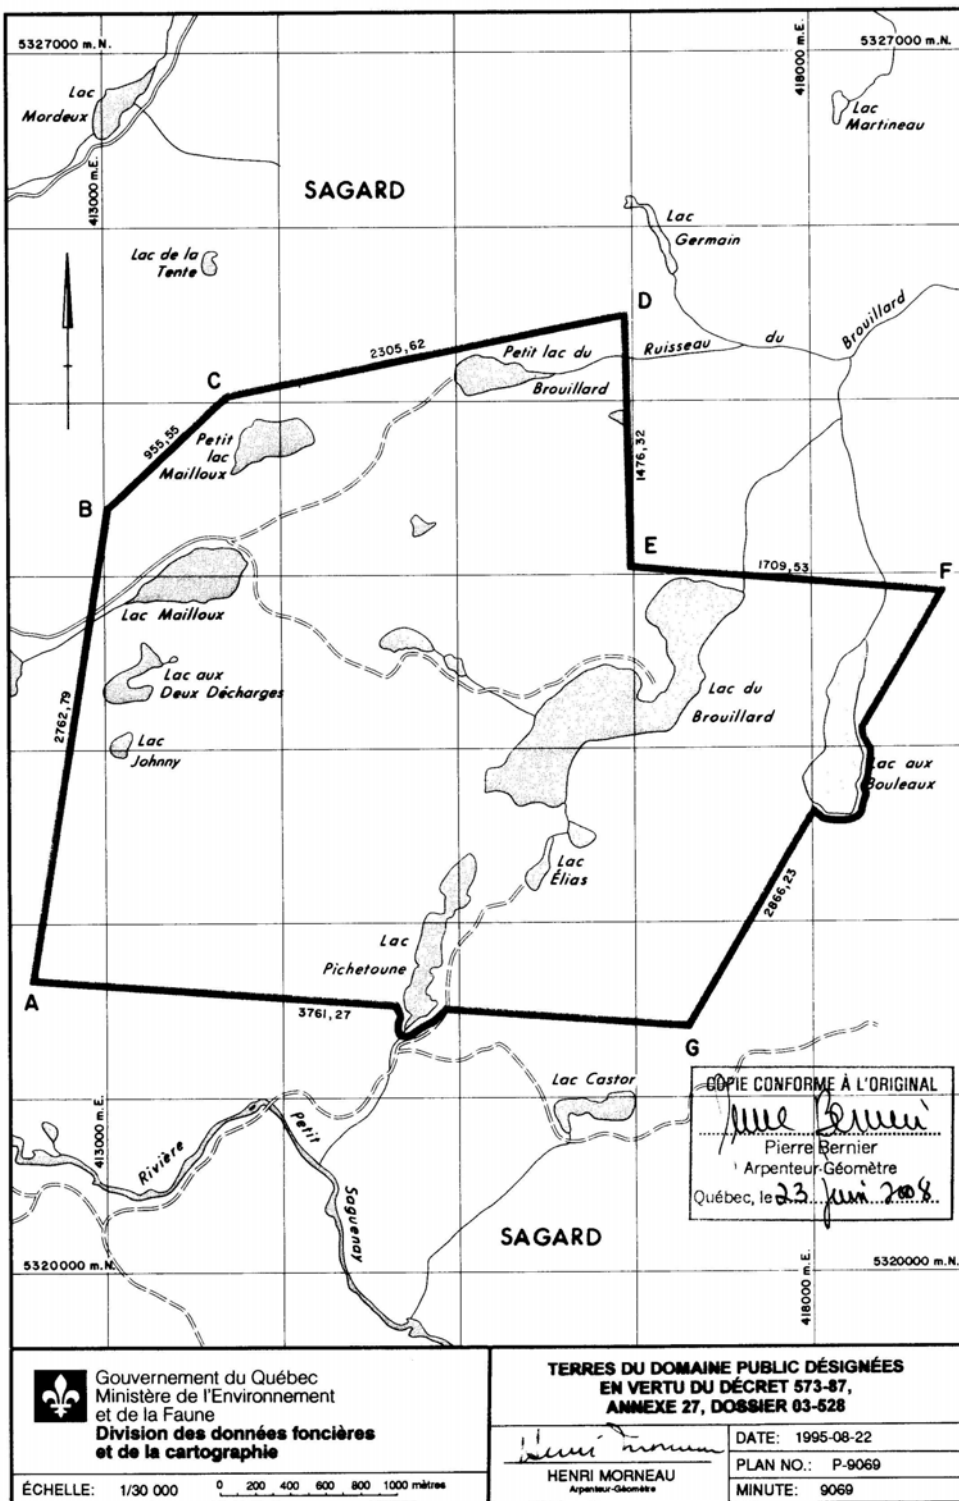 5327000 m.N.
418000 m.E.
5327000 m.N.
Lac
Mordeux
Lac
Martineau
413000 m.E.
SAGARD
Lac
Germain
Lac de la
Tente
D
Brouillard
2305,62
Petit lac du
Brouillard
Ruisseau
du
C
955,55
Petit
lac
Mailloux
1476,32
B
E
1709,53
F
Lac Mailloux
Lac aux
Deux Décharges
Lac du
Brouillard
2762,79
Lac
Johnny
Lac aux
Bouleaux
Lac
Élias
2866,23
Lac
Pichetoune
A
3761,27
G
Lac Castor
COPIE CONFORME À L'ORIGINAL
Pierre Bernier
Pierre Bernier
Arpenteur-Géomètre
Québec, le 23 juin 2008
413000 m.E.
Rivière
Petit
Saguenay
SAGARD
5320000 m.N.
418000 m.E.
5320000 m.N.
Gouvernement du Québec
Ministère de l'Environnement
et de la Faune
Division des données foncières
et de la cartographie
ÉCHELLE: 1/30 000
0 200 400 600 800 1000 mètres
TERRES DU DOMAINE PUBLIC DÉSIGNÉES
EN VERTU DU DÉCRET 573-87,
ANNEXE 27, DOSSIER 03-528
Henri Morneau
HENRI MORNEAU
Arpenteur-Géomètre
DATE: 1995-08-22
PLAN NO.: P-9069
MINUTE: 9069